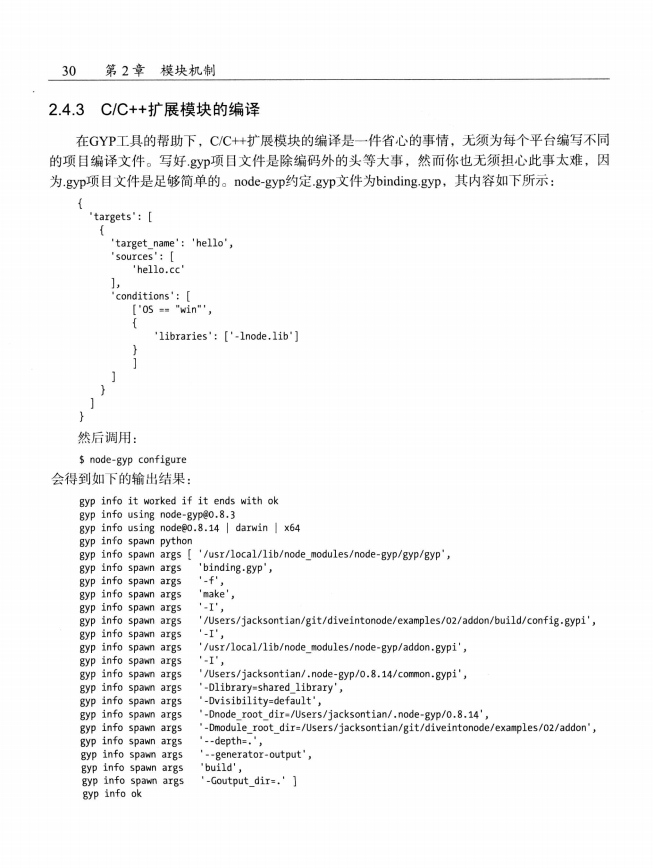 30 第 2 章 模块机制
2.4.3 C/C++扩展模块的编译
在GYP工具的帮助下，C/C++扩展模块的编译是一件省心的事情，无须为每个平台编写不同
的项目编译文件。写好.gyp项目文件是除编码外的头等大事，然而你也无须担心此事太难，因
为.gyp项目文件是足够简单的。node-gyp约定.gyp文件为binding.gyp，其内容如下所示：
{
'targets': [
{
'target_name': 'hello',
'sources': [
'hello.cc'
],
'conditions': [
['OS == "win"',
{
'libraries': ['-lnode.lib']
}
]
]
}
]
}
然后调用：
$ node-gyp configure
会得到如下的输出结果：
gyp info it worked if it ends with ok
gyp info using node-gyp@0.8.3
gyp info using node@0.8.14 | darwin | x64
gyp info spawn python
gyp info spawn args [ '/usr/local/lib/node_modules/node-gyp/gyp/gyp',
gyp info spawn args 'binding.gyp',
gyp info spawn args '-f',
gyp info spawn args 'make',
gyp info spawn args '-I',
gyp info spawn args '/Users/jacksontian/git/diveintonode/examples/02/addon/build/config.gypi',
gyp info spawn args '-I',
gyp info spawn args '/usr/local/lib/node_modules/node-gyp/addon.gypi',
gyp info spawn args '-I',
gyp info spawn args '/Users/jacksontian/.node-gyp/0.8.14/common.gypi',
gyp info spawn args '-Dlibrary=shared_library',
gyp info spawn args '-Dvisibility=default',
gyp info spawn args '-Dnode_root_dir=/Users/jacksontian/.node-gyp/0.8.14',
gyp info spawn args '-Dmodule_root_dir=/Users/jacksontian/git/diveintonode/examples/02/addon',
gyp info spawn args '--depth=.',
gyp info spawn args '--generator-output',
gyp info spawn args 'build',
gyp info spawn args '-Goutput_dir=.' ]
gyp info ok